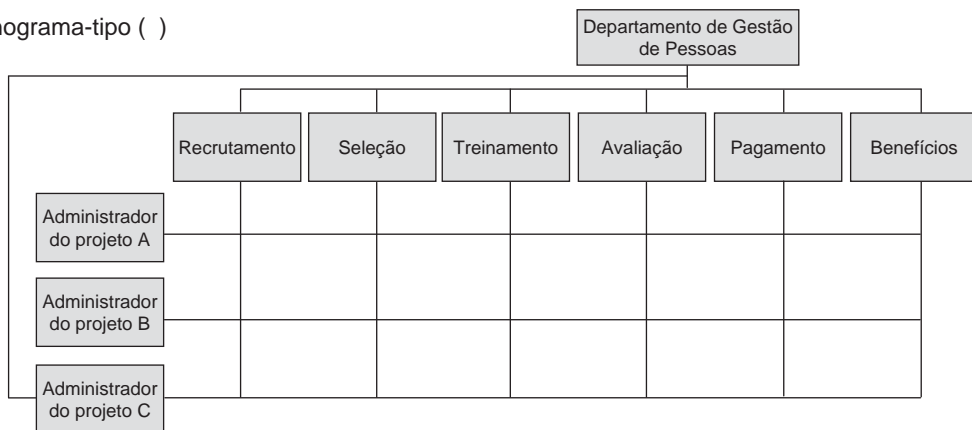 nograma-tipo ( )
Departamento de Gestão
de Pessoas
Recrutamento
Seleção
Treinamento
Avaliação
Pagamento
Benefícios
Administrador
do projeto A
Administrador
do projeto B
Administrador
do projeto C